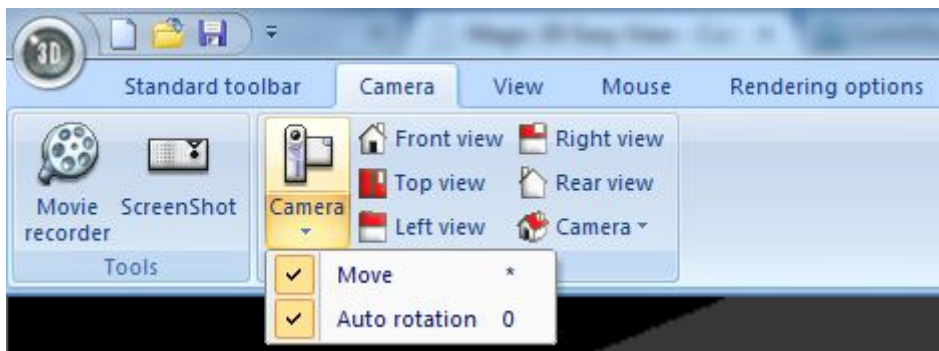 3D
Standard toolbar Camera View Mouse Rendering options
Movie recorder
ScreenShot
Tools
Camera
Front view
Top view
Left view
Right view
Rear view
Camera
Move *
Auto rotation 0